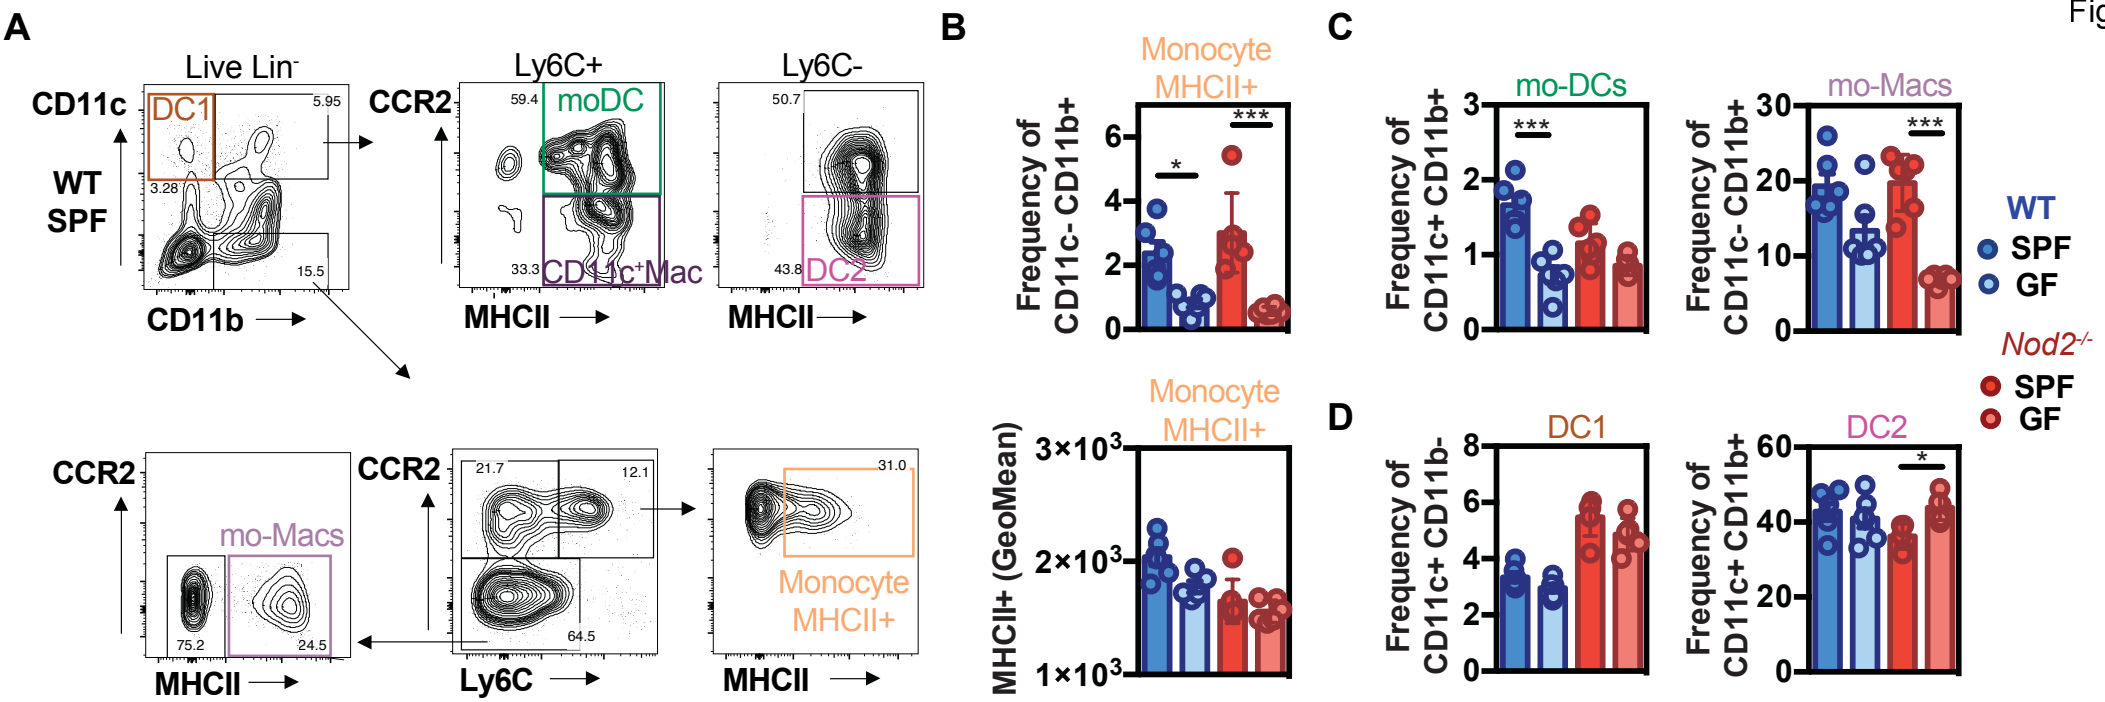 A
Live Lin-
CD11c
WT
SPF
DC1
5.95
3.28
15.5
CD11b
Ly6C+
CCR2
59.4
moDC
33.3
CD11c+Mac
MHCII
Ly6C-
50.7
43.8
DC2
MHCII
CCR2
mo-Macs
75.2
24.5
MHCII
CCR2
21.7
12.1
64.5
Ly6C
31.0
Monocyte
MHCII+
MHCII
B
Monocyte
MHCII+
Frequency of
CD11c- CD11b+
6
4
2
0
*
***
Monocyte
MHCII+
MHCII+ (GeoMean)
3×10³
2×10³
1×10³
C
mo-DCs
Frequency of
CD11c+ CD11b+
3
2
1
0
***
mo-Macs
Frequency of
CD11c- CD11b+
30
20
10
0
***
D
DC1
Frequency of
CD11c+ CD11b-
8
6
4
2
0
DC2
Frequency of
CD11c+ CD11b+
60
40
20
0
*
WT
SPF
GF
Nod2-/-
SPF
GF